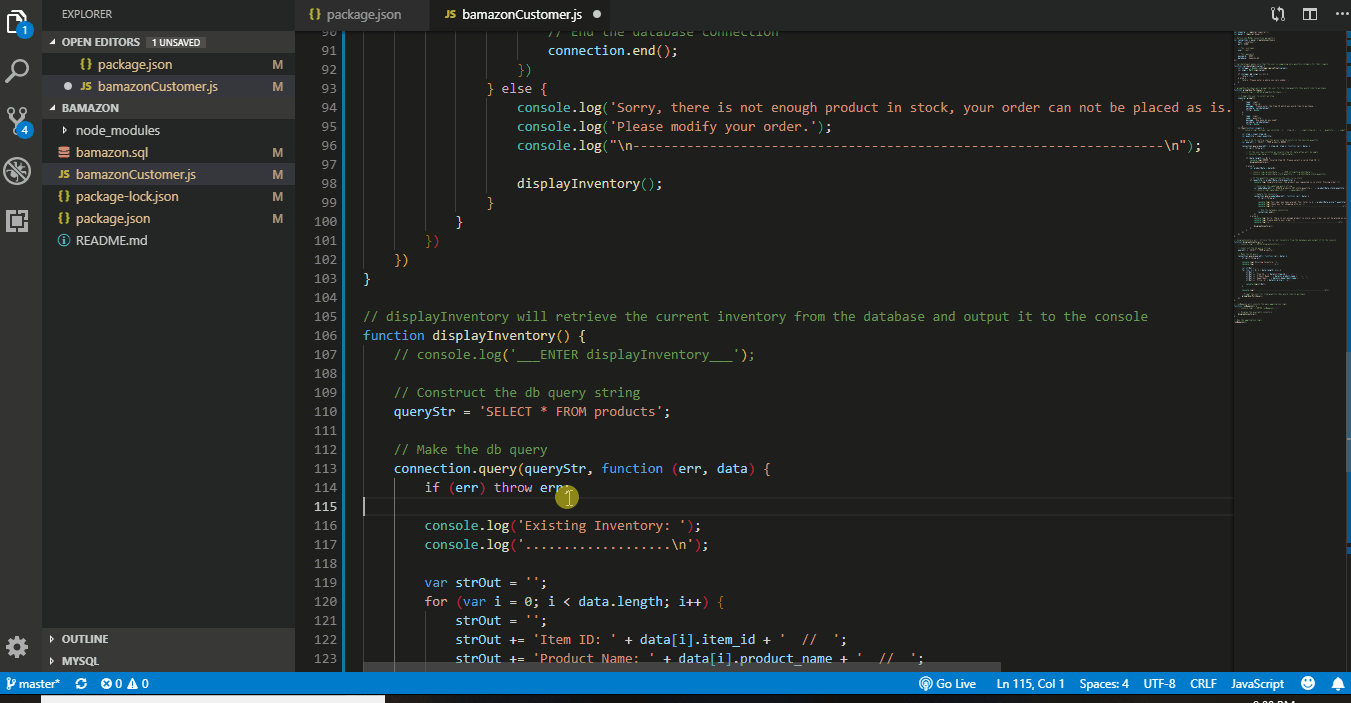 EXPLORER
OPEN EDITORS 1 UNSAVED
{} package.json M
● JS bamazonCustomer.js M
BAMAZON
node_modules
bamazon.sql M
JS bamazonCustomer.js M
{} package-lock.json M
{} package.json M
README.md
OUTLINE
MYSQL
1
4
{} package.json
JS bamazonCustomer.js ●
90 // End the database connection
91 connection.end();
92 })
93 } else {
94 console.log('Sorry, there is not enough product in stock, your order can not be placed as is.
95 console.log('Please modify your order.');
96 console.log("\n---------------------------------------------------------------------\n");
97
98 displayInventory();
99 }
100 }
101 })
102 })
103 }
104
105 // displayInventory will retrieve the current inventory from the database and output it to the console
106 function displayInventory() {
107 // console.log('___ENTER displayInventory___');
108
109 // Construct the db query string
110 queryStr = 'SELECT * FROM products';
111
112 // Make the db query
113 connection.query(queryStr, function (err, data) {
114 if (err) throw err;
115
116 console.log('Existing Inventory: ');
117 console.log('...................\n');
118
119 var strOut = '';
120 for (var i = 0; i < data.length; i++) {
121 strOut = '';
122 strOut += 'Item ID: ' + data[i].item_id + '  //  ';
123 strOut += 'Product Name: ' + data[i].product_name + '  //  ';
master* 0 0 Go Live Ln 115, Col 1 Spaces: 4 UTF-8 CRLF JavaScript